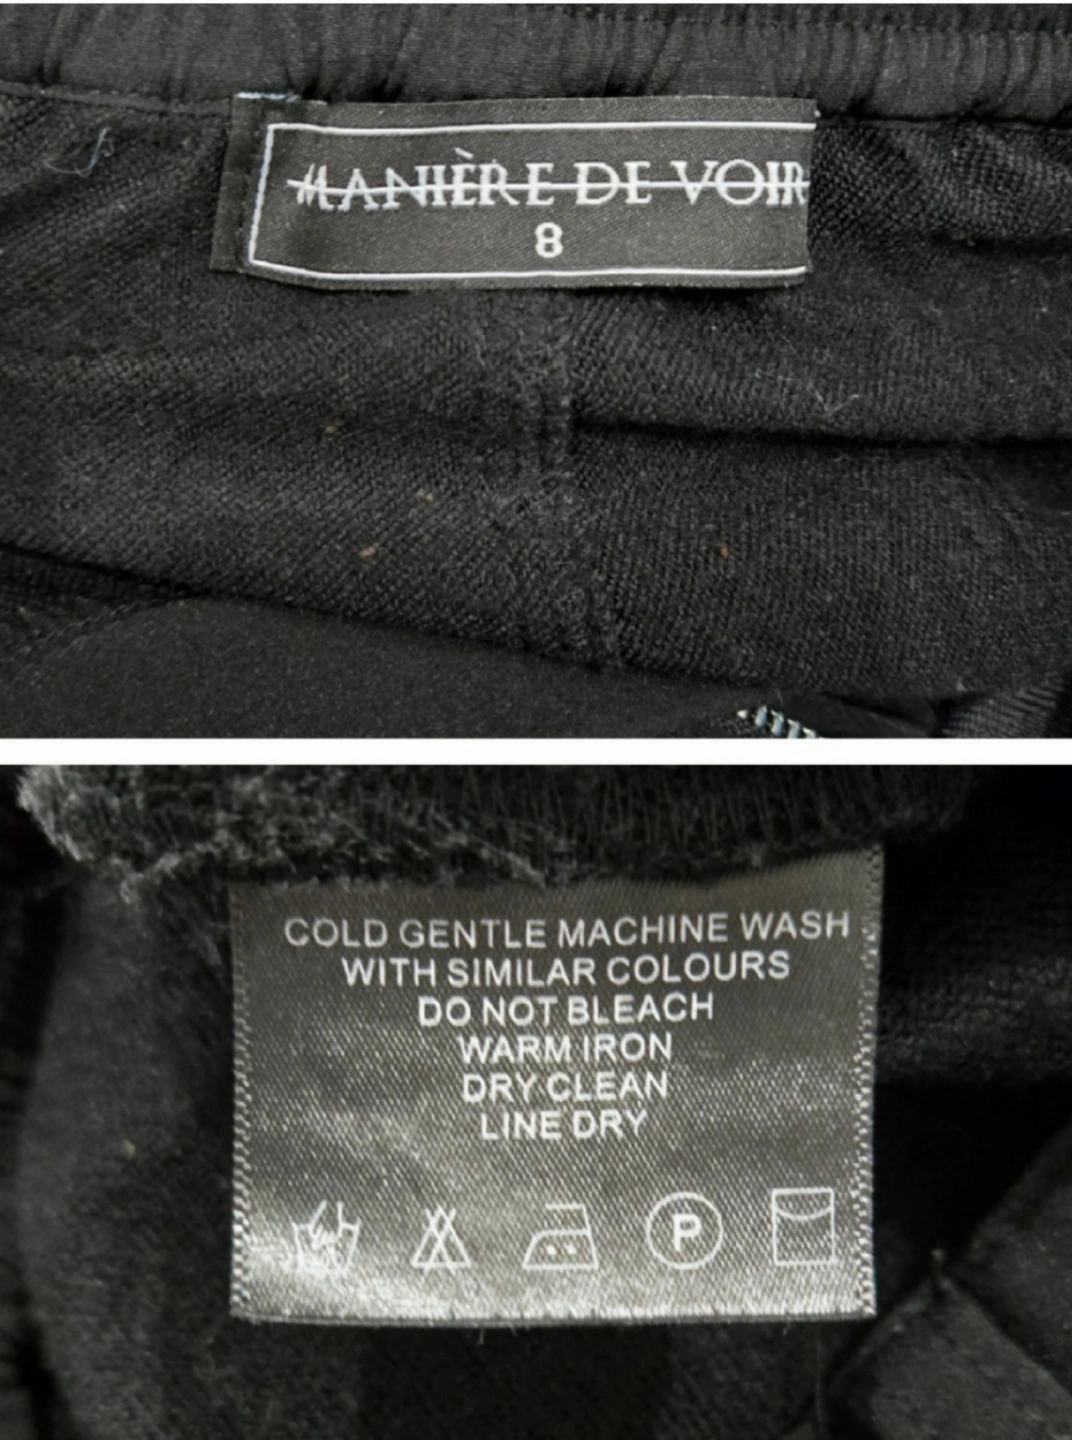 MANIÈRE DE VOIR
8
COLD GENTLE MACHINE WASH
WITH SIMILAR COLOURS
DO NOT BLEACH
WARM IRON
DRY CLEAN
LINE DRY
P